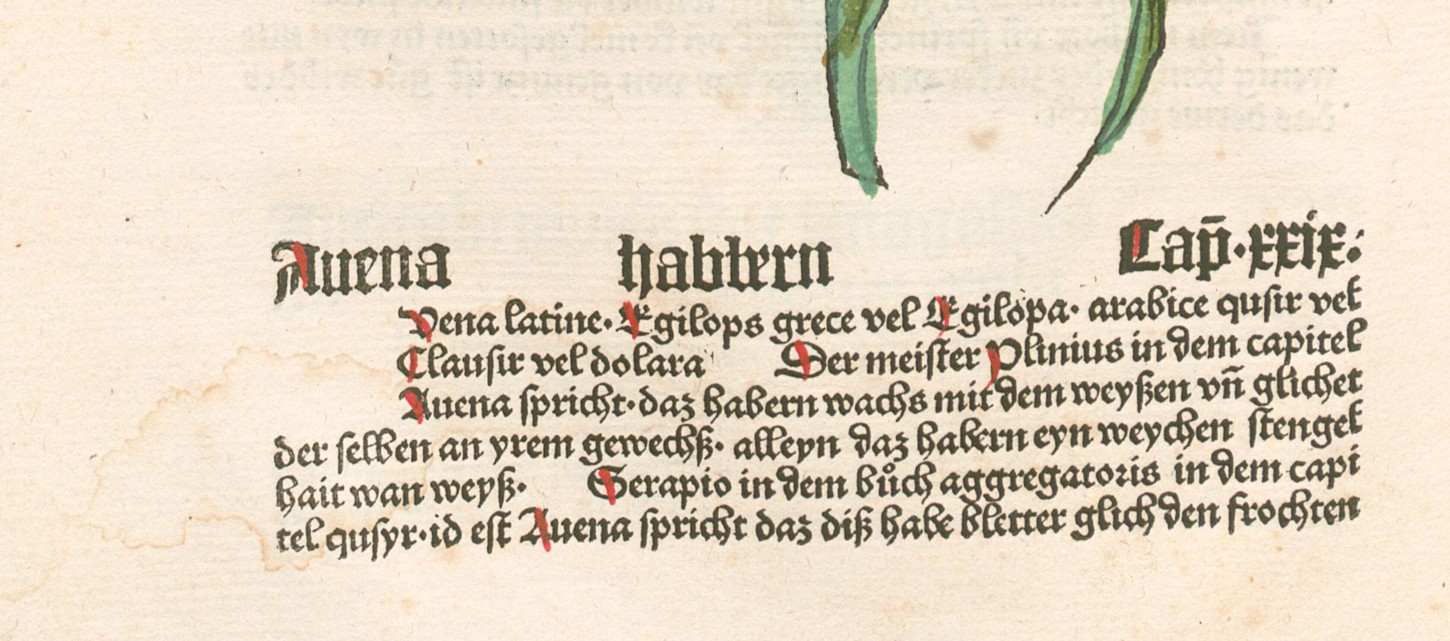 Auena habbern Cap̄·xxix:
Vena latine· Egilops grece vel Egilopa· arabice qusir vel
Clausir vel dolara Der meister Plinius in dem capitel
Auena spricht·daz habern wachs mit dem weyßen vn̄ glichet
der selben an yrem gewechß· alleyn daz habern eyn weychen stengel
hait wan weyß· Serapio in dem bůch aggregatoris in dem capi
tel qusyr·id est Auena spricht daz diß habe bletter glich den frochten